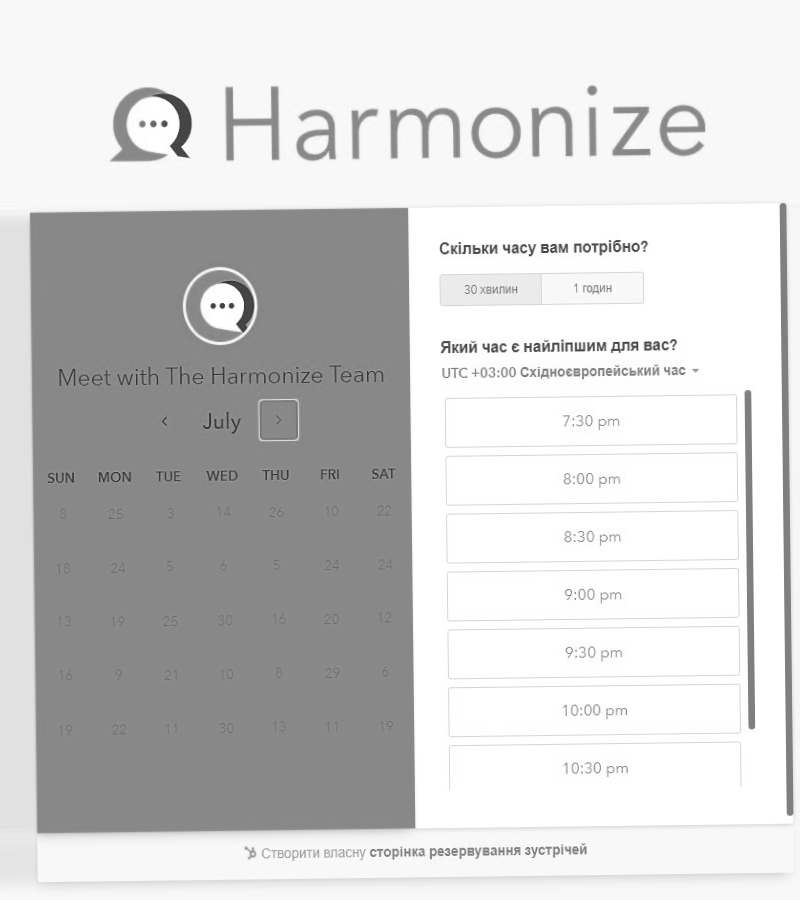 Harmonize
Meet with The Harmonize Team
July
SUN MON TUE WED THU FRI SAT
8 25 3 14 26 10 22
18 24 5 6 5 24 24
13 19 25 30 16 20 12
16 9 21 10 8 29 6
19 22 11 30 13 11 19
Скільки часу вам потрібно?
30 хвилин 1 годин
Який час є найліпшим для вас?
UTC +03:00 Східноєвропейський час
7:30 pm
8:00 pm
8:30 pm
9:00 pm
9:30 pm
10:00 pm
10:30 pm
Створити власну сторінка резервування зустрічей